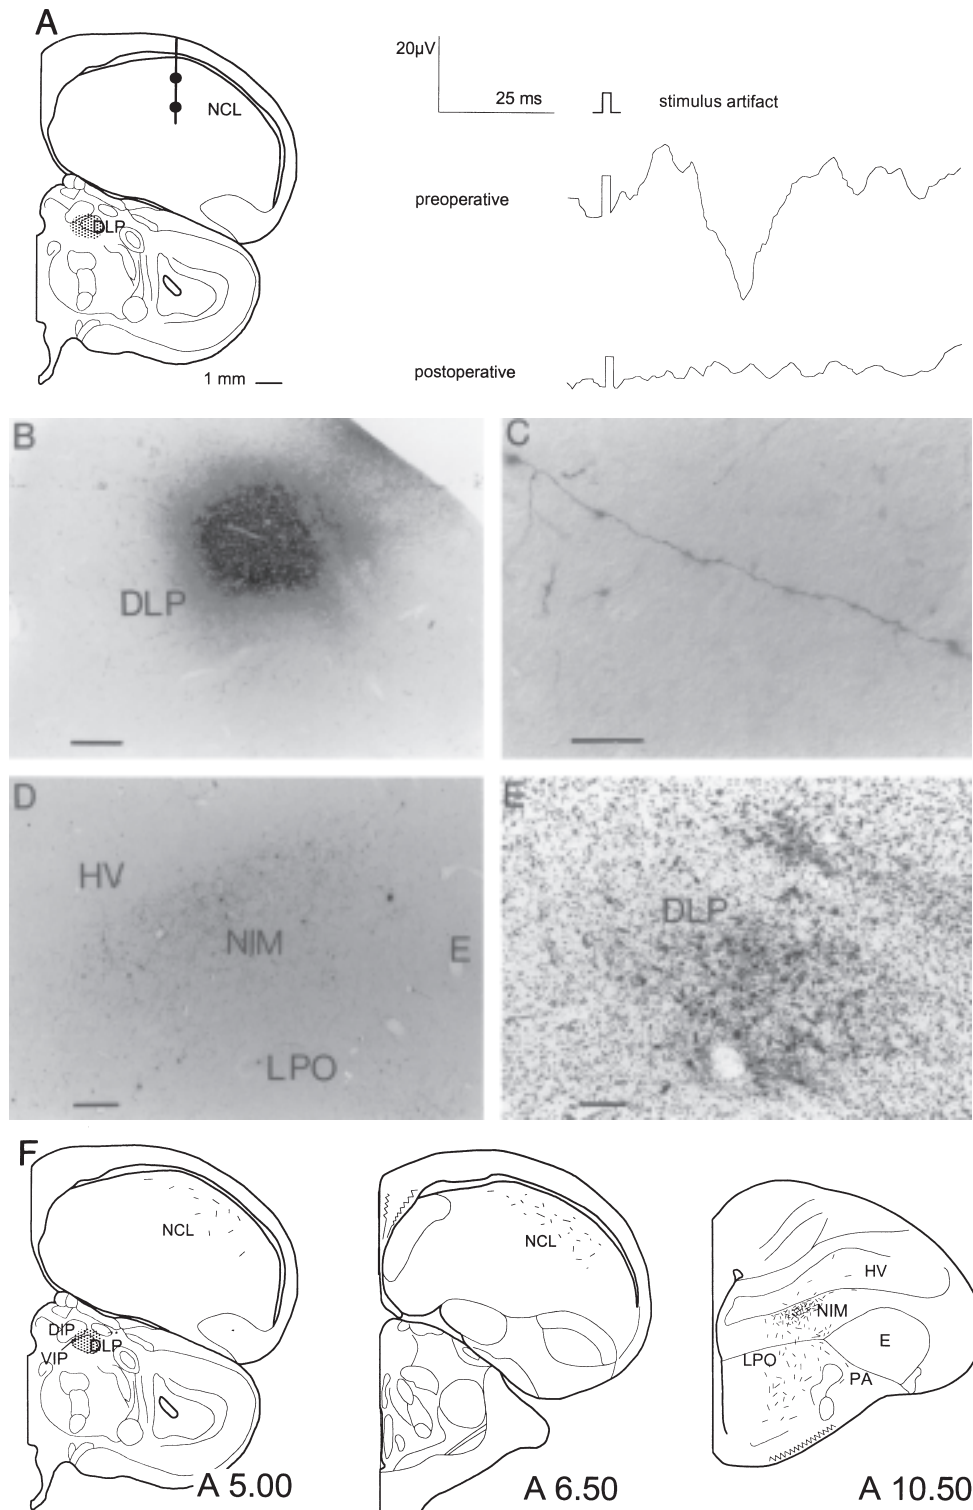 A
20µV
25 ms
stimulus artifact
NCL
preoperative
DLP
postoperative
1 mm
B
DLP
C
D
HV
NIM
E
LPO
E
DLP
F
NCL
DIP
DLP
VIP
A 5.00
NCL
A 6.50
HV
NIM
E
LPO
PA
A 10.50